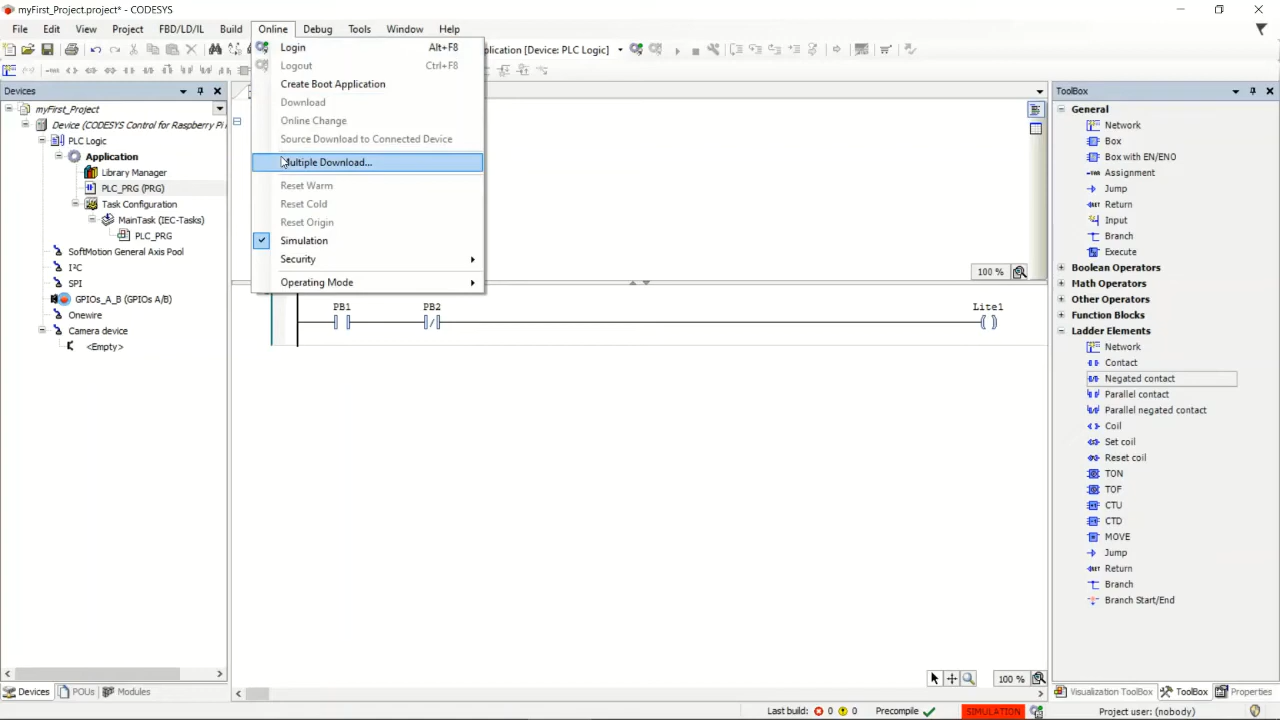 myFirst_Project.project* - CODESYS
File Edit View Project FBD/LD/IL Build Online Debug Tools Window Help
plication [Device: PLC Logic]
Login Alt+F8
Logout Ctrl+F8
Create Boot Application
Download
Online Change
Source Download to Connected Device
Multiple Download...
Reset Warm
Reset Cold
Reset Origin
Simulation
Security
Operating Mode
Devices
myFirst_Project
Device (CODESYS Control for Raspberry Pi
PLC Logic
Application
Library Manager
PLC_PRG (PRG)
Task Configuration
MainTask (IEC-Tasks)
PLC_PRG
SoftMotion General Axis Pool
I²C
SPI
GPIOs_A_B (GPIOs A/B)
Onewire
Camera device
<Empty>
Devices POUs Modules
100 %
PB1 PB2 Lite1
100 %
ToolBox
General
Network
Box
Box with EN/ENO
Assignment
Jump
Return
Input
Branch
Execute
Boolean Operators
Math Operators
Other Operators
Function Blocks
Ladder Elements
Network
Contact
Negated contact
Parallel contact
Parallel negated contact
Coil
Set coil
Reset coil
TON
TOF
CTU
CTD
MOVE
Jump
Return
Branch
Branch Start/End
Visualization ToolBox ToolBox Properties
Last build: 0 0 Precompile SIMULATION Project user: (nobody)